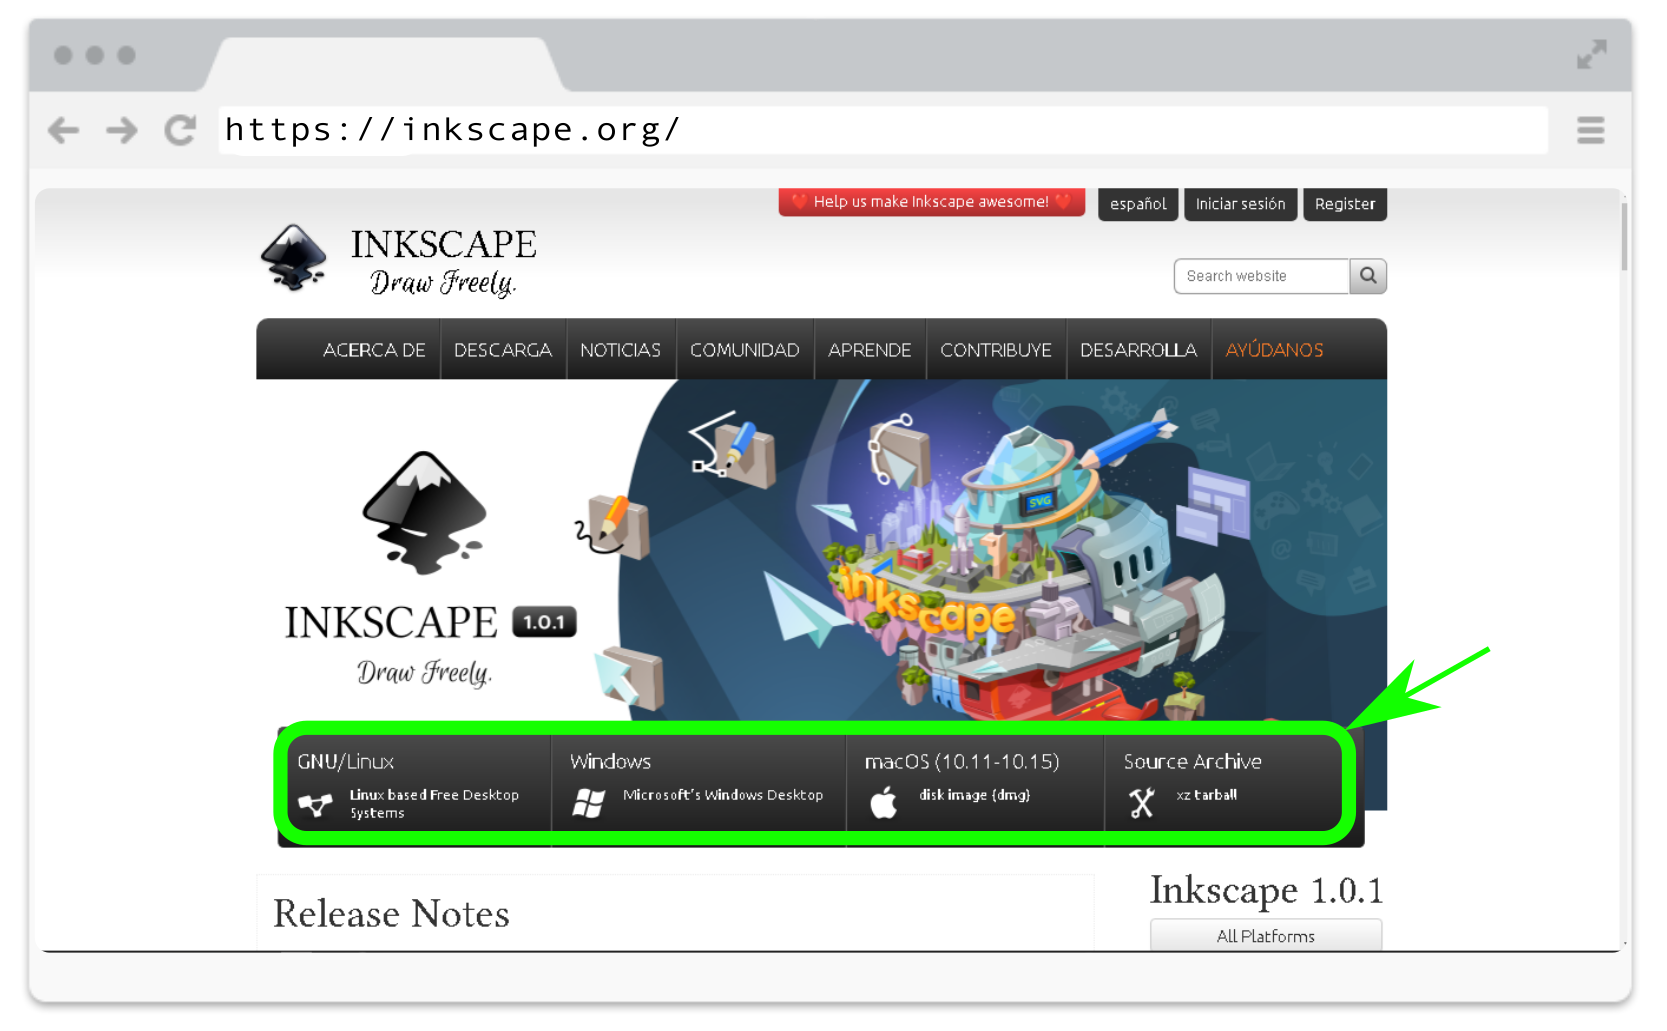 https://inkscape.org/
Help us make Inkscape awesome!
español
Iniciar sesión
Register
INKSCAPE
Draw Freely.
Search website
ACERCA DE
DESCARGA
NOTICIAS
COMUNIDAD
APRENDE
CONTRIBUYE
DESARROLLA
AYÚDANOS
SVG
inkscape
INKSCAPE 1.0.1
Draw Freely.
GNU/Linux
Linux based Free Desktop
Systems
Windows
Microsoft's Windows Desktop
macOS (10.11-10.15)
disk image {dmg}
Source Archive
xz tarball
Release Notes
Inkscape 1.0.1
All Platforms